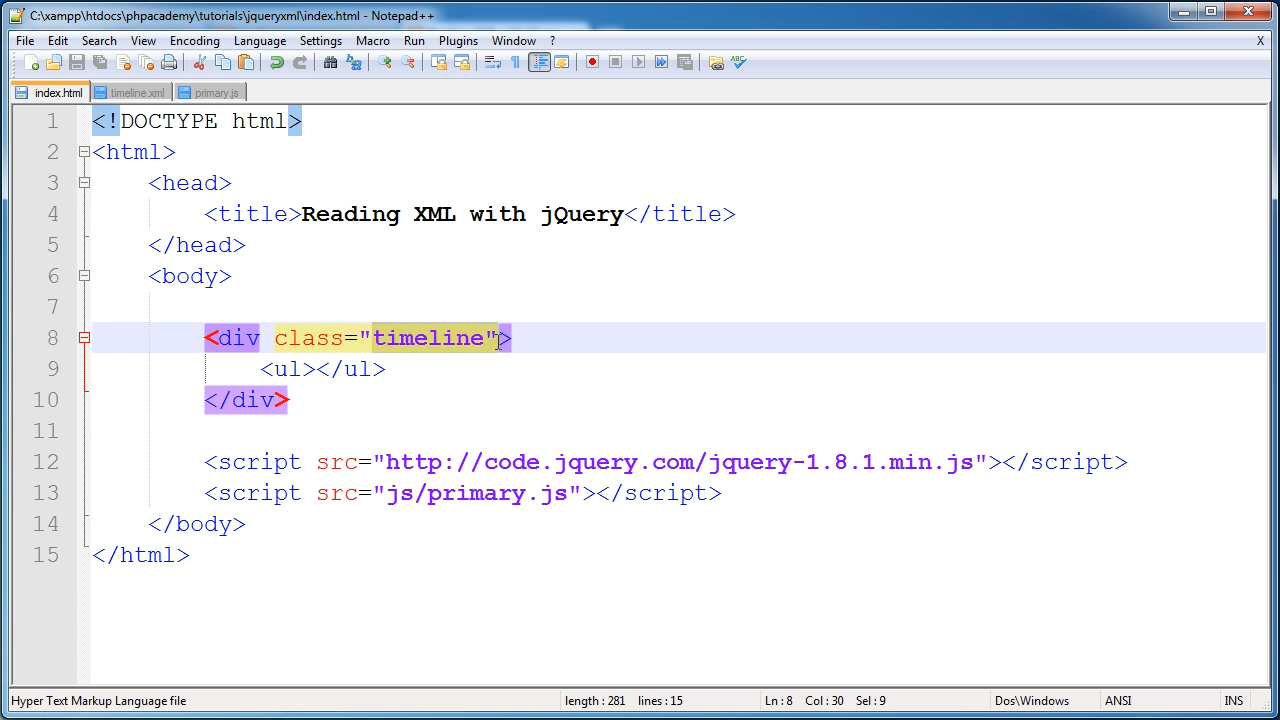 C:\xampp\htdocs\phpacademy\tutorials\jqueryxml\index.html - Notepad++
File Edit Search View Encoding Language Settings Macro Run Plugins Window ? X
index.html timeline.xml primary.js
1 <!DOCTYPE html>
2 <html>
3 <head>
4 <title>Reading XML with jQuery</title>
5 </head>
6 <body>
7
8 <div class="timeline">
9 <ul></ul>
10 </div>
11
12 <script src="http://code.jquery.com/jquery-1.8.1.min.js"></script>
13 <script src="js/primary.js"></script>
14 </body>
15 </html>
Hyper Text Markup Language file length : 281 lines : 15 Ln : 8 Col : 30 Sel : 9 Dos\Windows ANSI INS